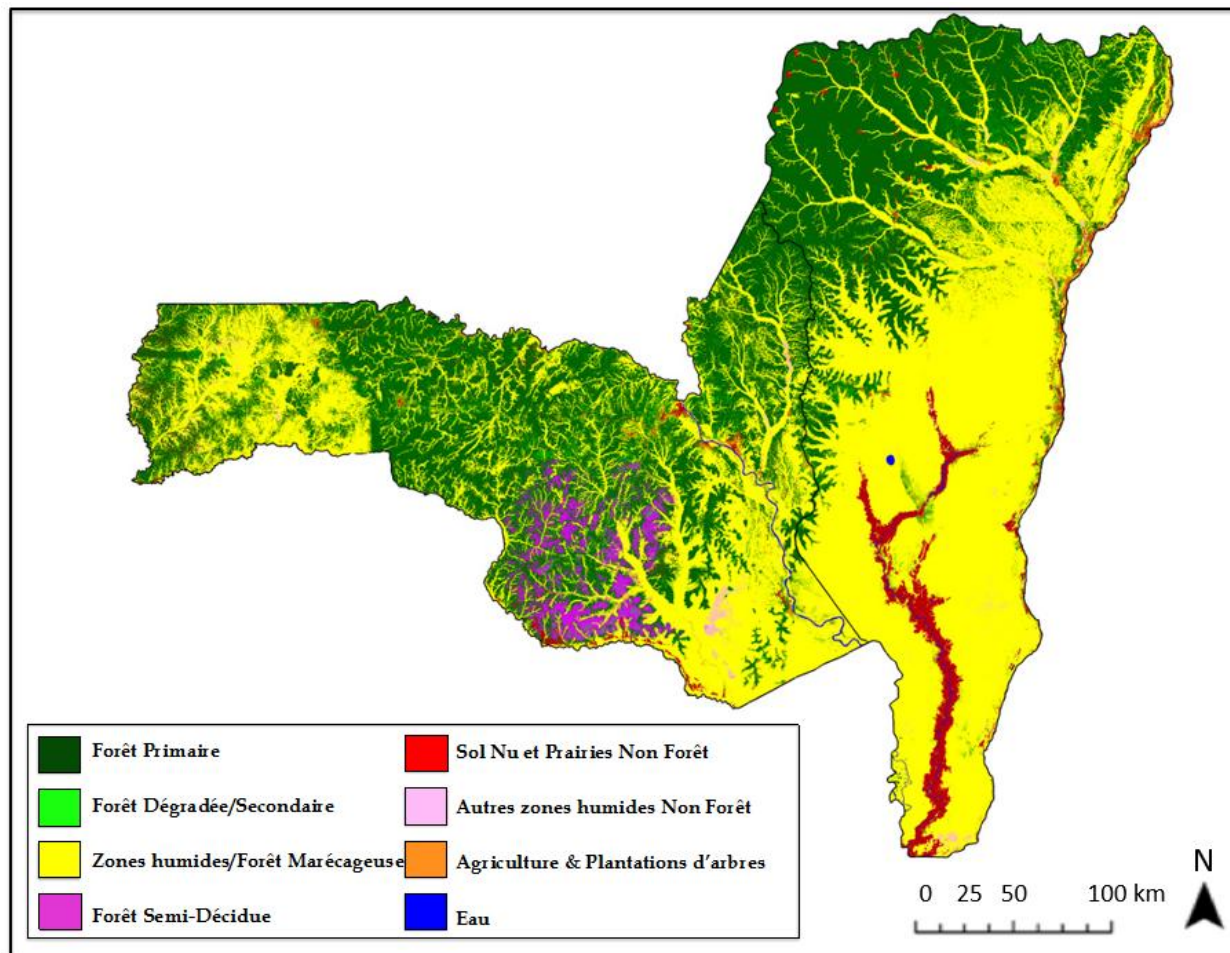 Forêt Primaire
Forêt Dégradée/Secondaire
Zones humides/Forêt Marécageuse
Forêt Semi-Décidue
Sol Nu et Prairies Non Forêt
Autres zones humides Non Forêt
Agriculture & Plantations d'arbres
Eau
N
0 25 50 100 km